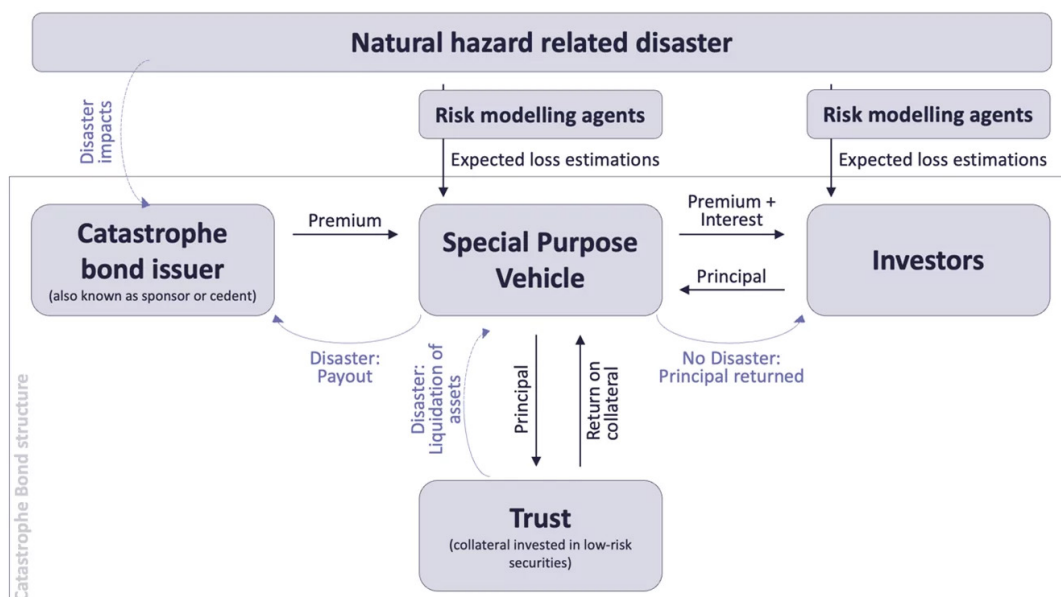 Natural hazard related disaster
Disaster
impacts
Risk modelling agents
Risk modelling agents
Expected loss estimations
Expected loss estimations
Catastrophe
bond issuer
(also known as sponsor or cedent)
Premium
Special Purpose
Vehicle
Premium +
Interest
Principal
Investors
Disaster:
Payout
Disaster:
Liquidation of
assets
Principal
Return on
collateral
No Disaster:
Principal returned
Trust
(collateral invested in low-risk
securities)
Catastrophe Bond structure